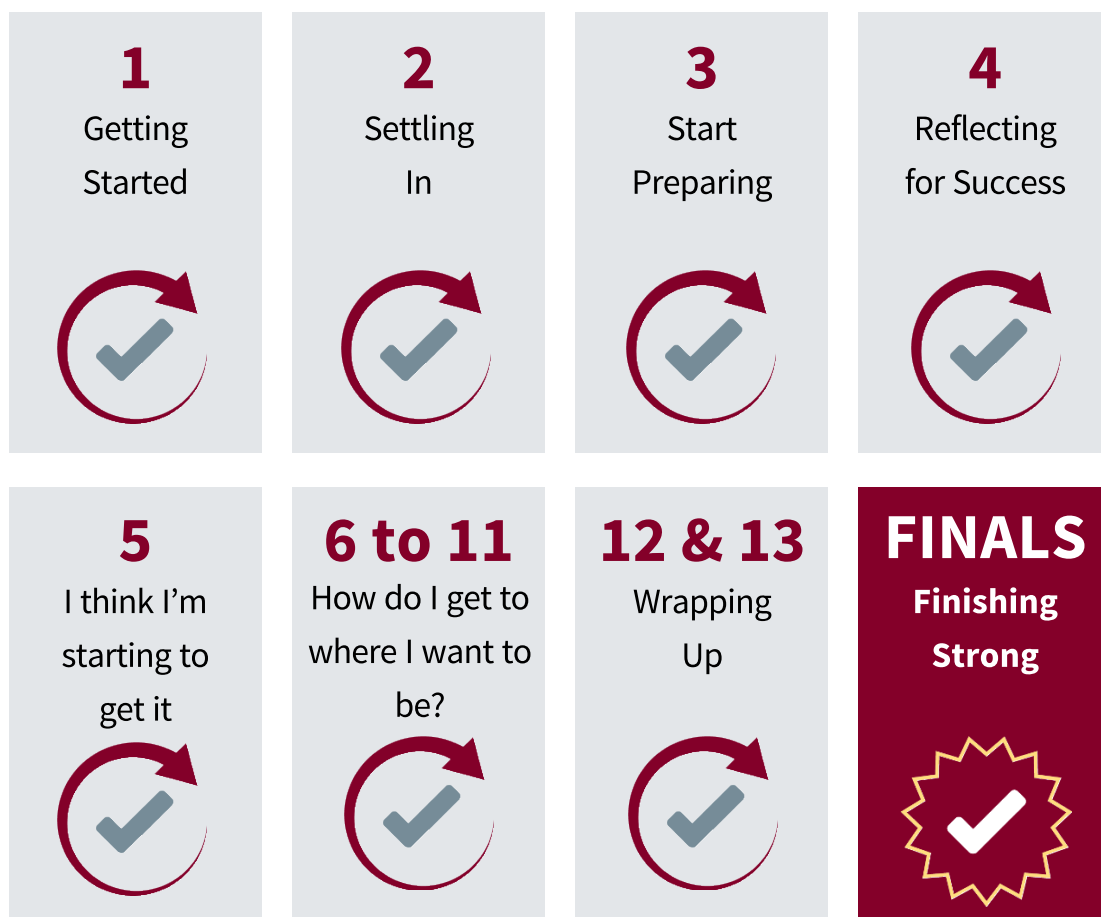 1
Getting
Started
2
Settling
In
3
Start
Preparing
4
Reflecting
for Success
5
I think I’m
starting to
get it
6 to 11
How do I get to
where I want to
be?
12 & 13
Wrapping
Up
FINALS
Finishing
Strong